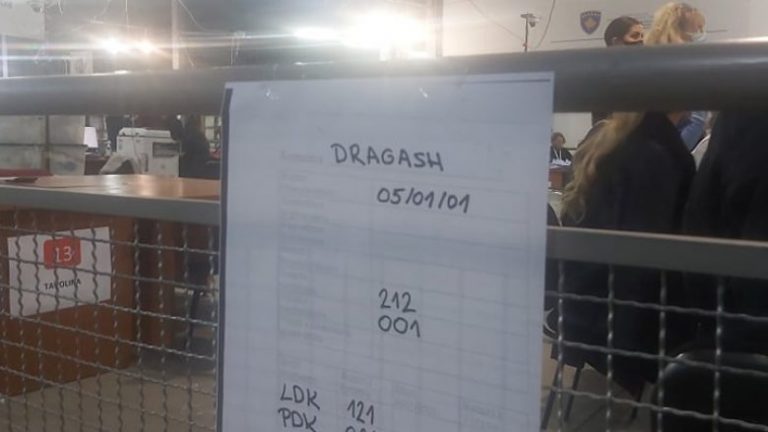 DRAGASH
05/01/01
212
001
LDK 121
PDK
13
TAVOLINA